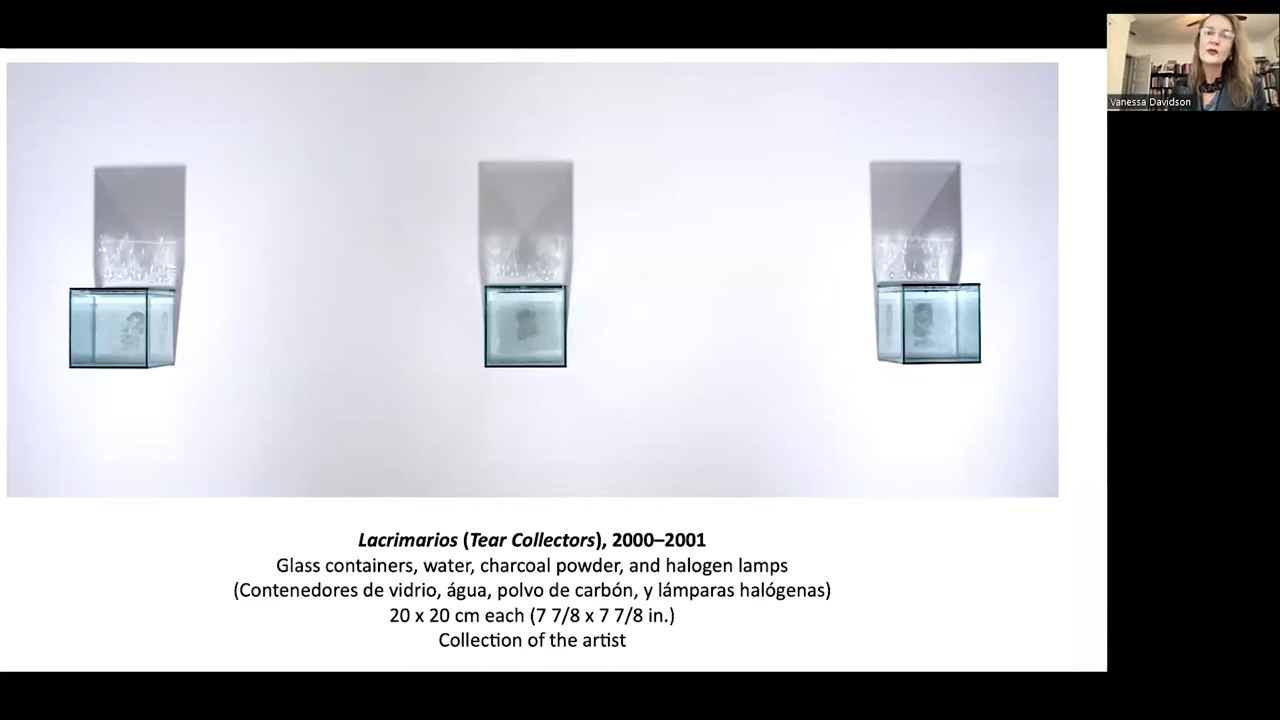 Vanessa Davidson
Lacrimarios (Tear Collectors), 2000–2001
Glass containers, water, charcoal powder, and halogen lamps
(Contenedores de vidrio, água, polvo de carbón, y lámparas halógenas)
20 x 20 cm each (7 7/8 x 7 7/8 in.)
Collection of the artist